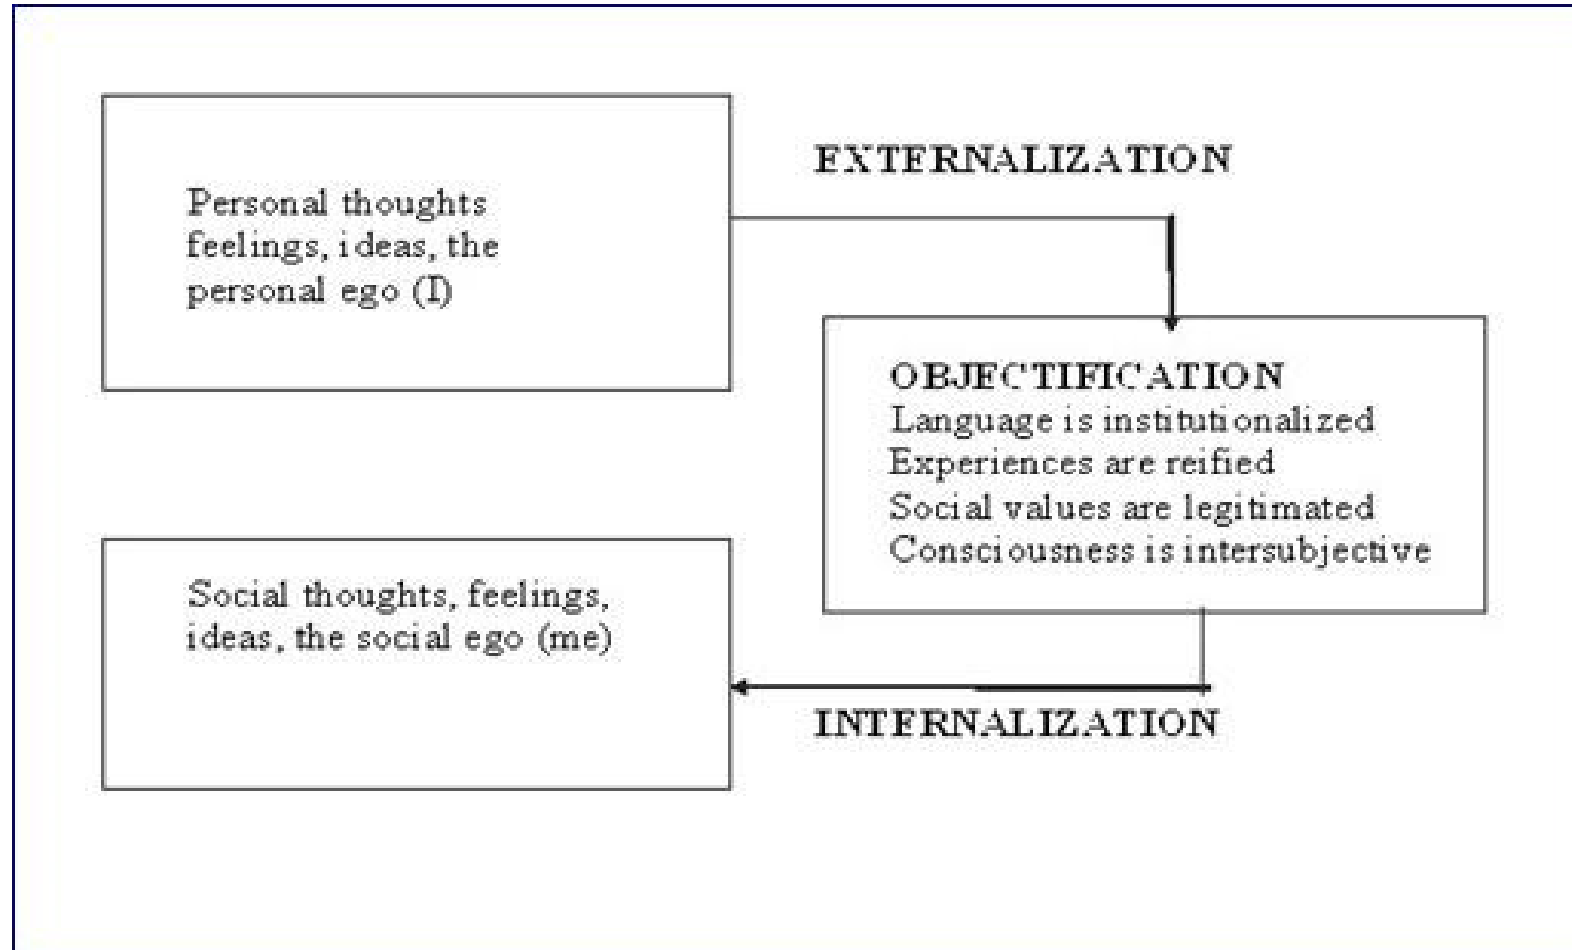 EXTERNALIZATION
Personal thoughts
feelings, ideas, the
personal ego (I)
OBJECTIFICATION
Language is institutionalized
Experiences are reified
Social values are legitimated
Consciousness is intersubjective
Social thoughts, feelings,
ideas, the social ego (me)
INTERNALIZATION